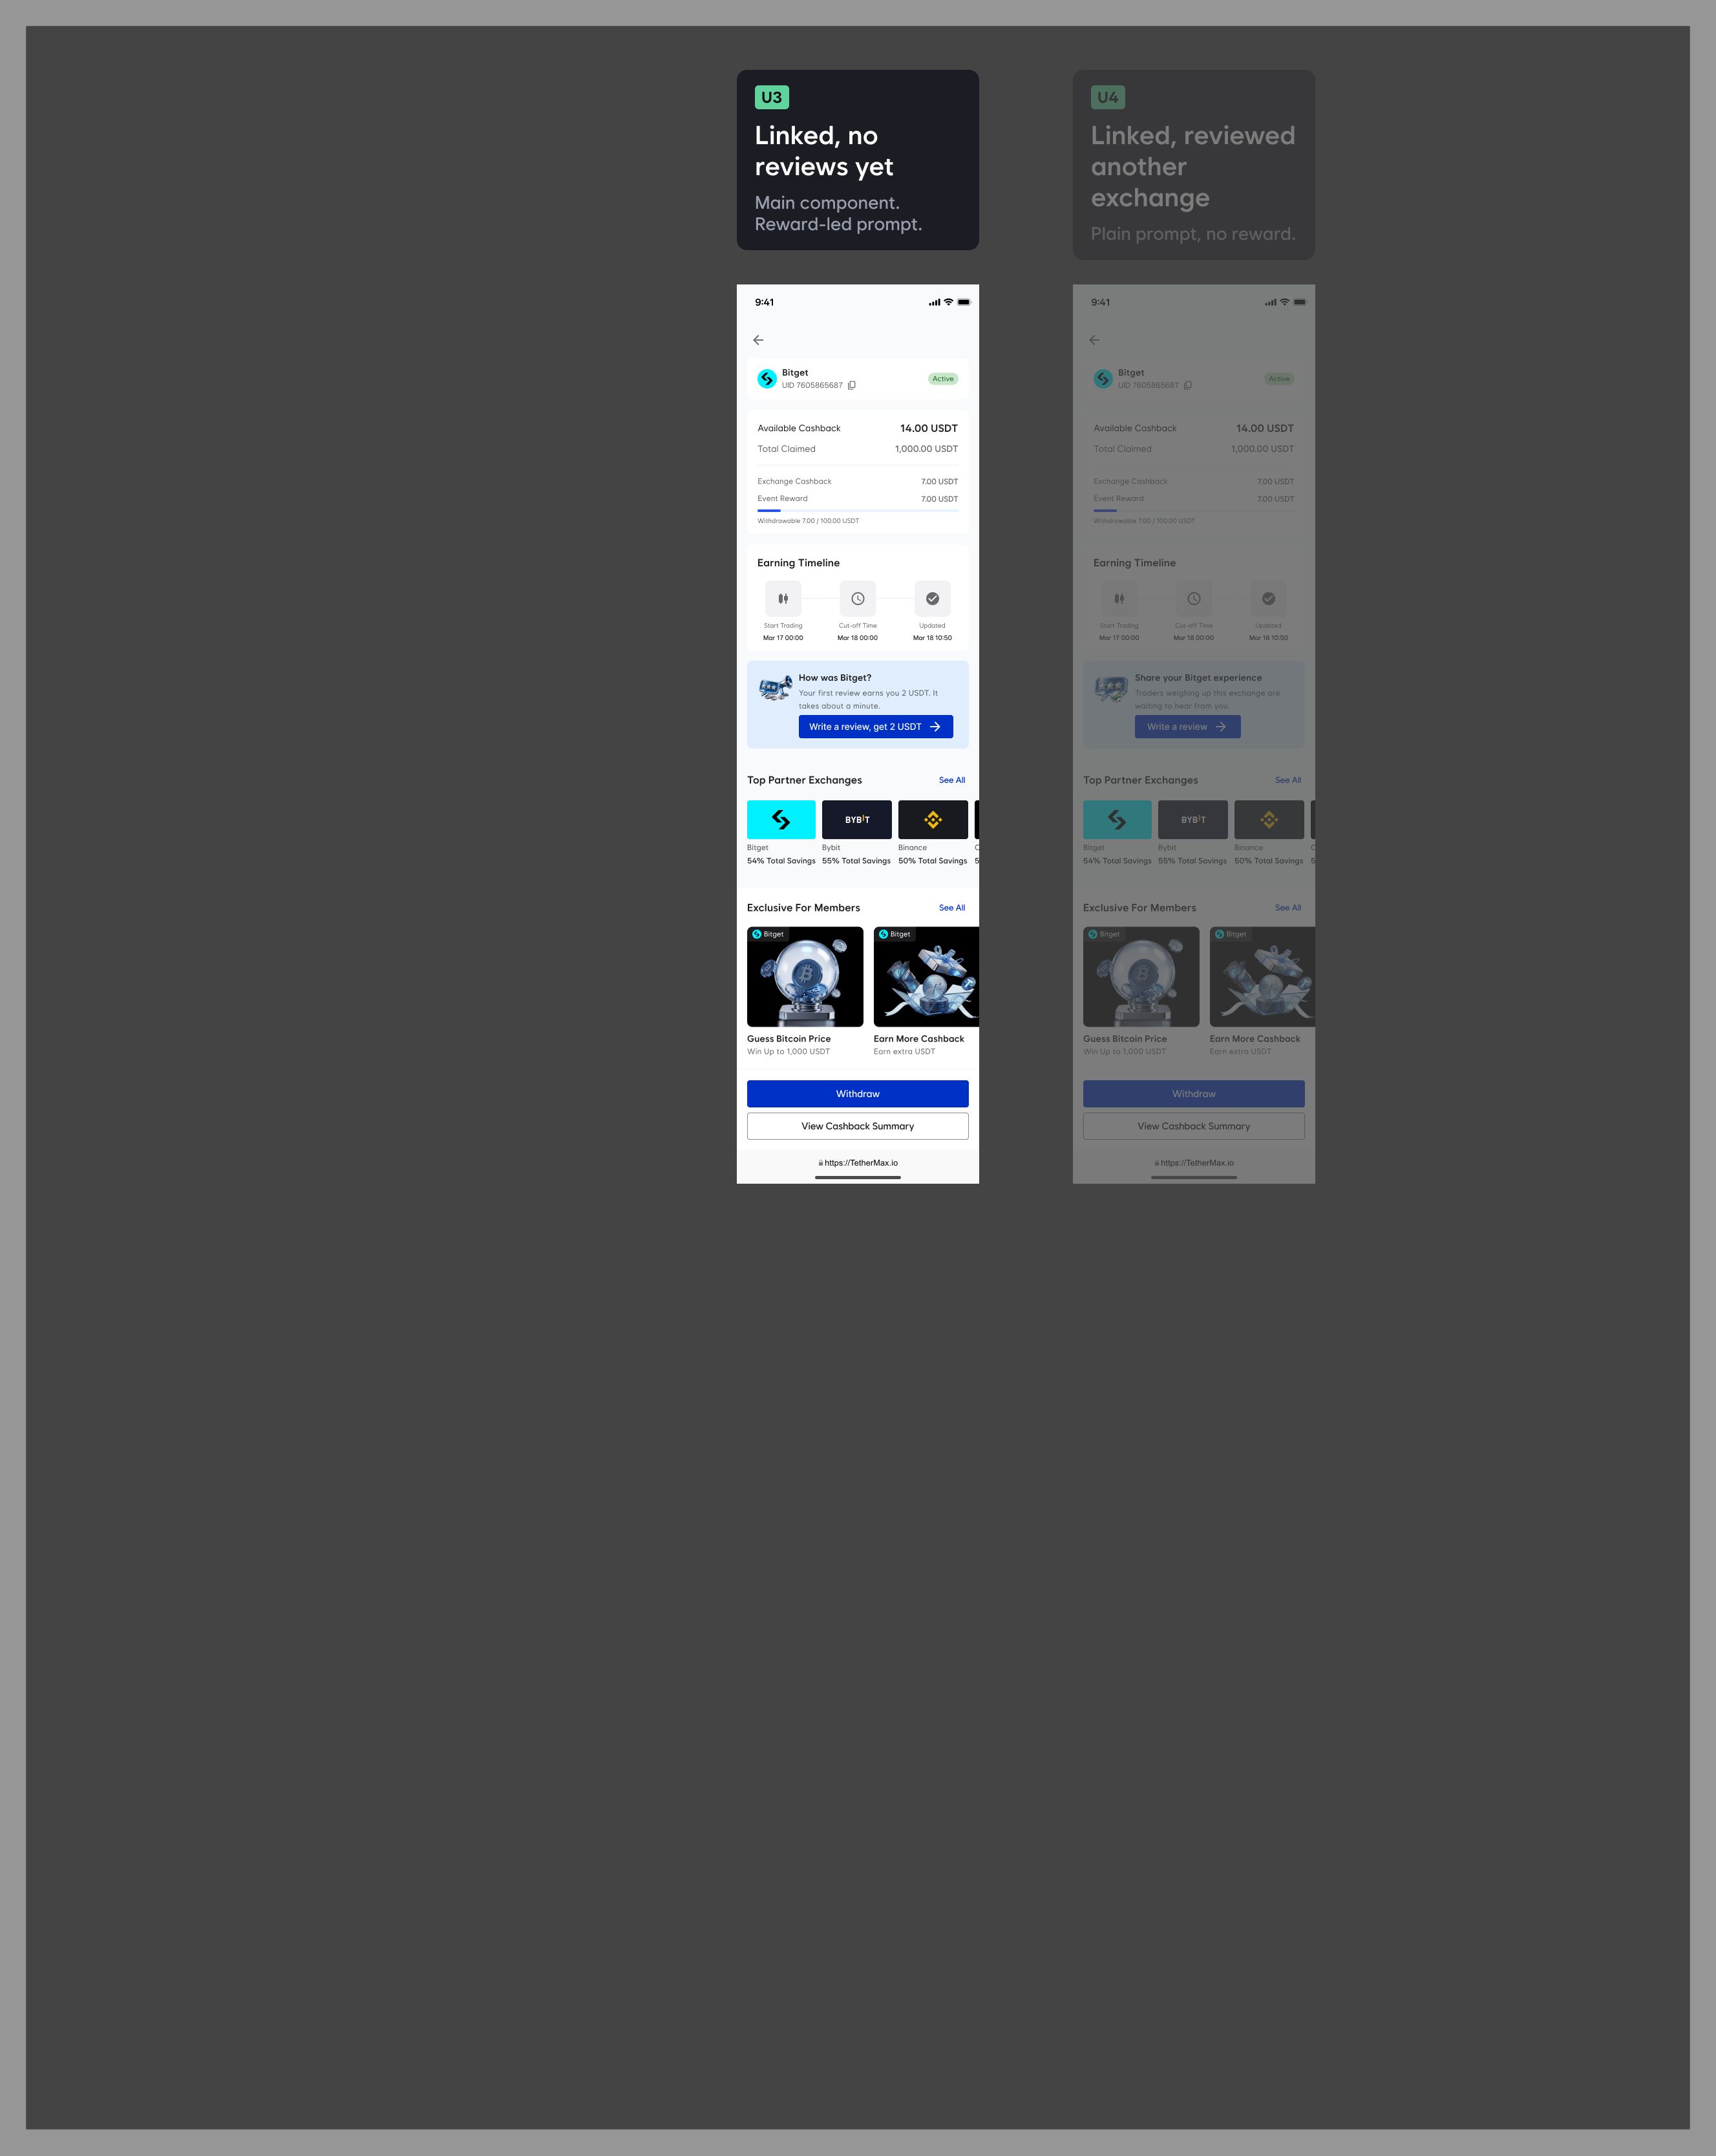 U3
Linked, no
reviews yet
Main component.
Reward-led prompt.
9:41
Bitget
UID 7605865687
Active
Available Cashback
14.00 USDT
Total Claimed
1,000.00 USDT
Exchange Cashback
7.00 USDT
Event Reward
7.00 USDT
Withdrawable 7.00 / 100.00 USDT
Earning Timeline
Start Trading
Cut-off Time
Updated
Mar 17 00:00
Mar 18 00:00
Mar 18 10:50
How was Bitget?
Your first review earns you 2 USDT. It
takes about a minute.
Write a review, get 2 USDT
Top Partner Exchanges
See All
BYBIT
Bitget
Bybit
Binance
54% Total Savings
55% Total Savings
50% Total Savings
Exclusive For Members
See All
Bitget
Bitget
Guess Bitcoin Price
Earn More Cashback
Win Up to 1,000 USDT
Earn extra USDT
Withdraw
View Cashback Summary
https://TetherMax.io
U4
Linked, reviewed
another
exchange
Plain prompt, no reward.
9:41
Bitget
UID 7605865687
Active
Available Cashback
14.00 USDT
Total Claimed
1,000.00 USDT
Exchange Cashback
7.00 USDT
Event Reward
7.00 USDT
Withdrawable 7.00 / 100.00 USDT
Earning Timeline
Start Trading
Cut-off Time
Updated
Mar 17 00:00
Mar 18 00:00
Mar 18 10:50
Share your Bitget experience
Traders weighing up this exchange are
waiting to hear from you.
Write a review
Top Partner Exchanges
See All
BYBIT
Bitget
Bybit
Binance
54% Total Savings
55% Total Savings
50% Total Savings
Exclusive For Members
See All
Bitget
Bitget
Guess Bitcoin Price
Earn More Cashback
Win Up to 1,000 USDT
Earn extra USDT
Withdraw
View Cashback Summary
https://TetherMax.io